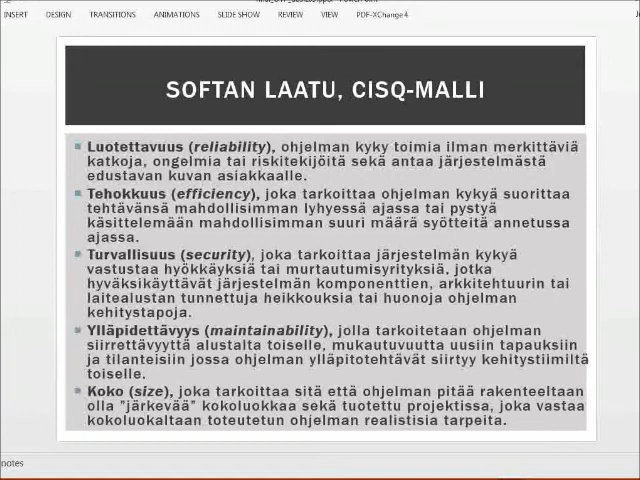 INSERT DESIGN TRANSITIONS ANIMATIONS SLIDE SHOW REVIEW VIEW PDF-XChange 4
SOFTAN LAATU, CISQ-MALLI
Luotettavuus (reliability), ohjelman kyky toimia ilman merkittäviä
katkoja, ongelmia tai riskitekijöitä sekä antaa järjestelmästä
edustavan kuvan asiakkaalle.
Tehokkuus (efficiency), joka tarkoittaa ohjelman kykyä suorittaa
tehtävänsä mahdollisimman lyhyessä ajassa tai pystyä
käsittelemään mahdollisimman suuri määrä syötteitä annetussa
ajassa.
Turvallisuus (security), joka tarkoittaa järjestelmän kykyä
vastustaa hyökkäyksiä tai murtautumisyrityksiä, jotka
hyväksikäyttävät järjestelmän komponenttien, arkkitehtuurin tai
laitealustan tunnettuja heikkouksia tai huonoja ohjelman
kehitystapoja.
Ylläpidettävyys (maintainability), jolla tarkoitetaan ohjelman
siirrettävyyttä alustalta toiselle, mukautuvuutta uusiin tapauksiin
ja tilanteisiin jossa ohjelman ylläpitotehtävät siirtyy kehitystiimiltä
toiselle.
Koko (size), joka tarkoittaa sitä että ohjelman pitää rakenteeltaan
olla "järkevää" kokoluokkaa sekä tuotettu projektissa, joka vastaa
kokoluokaltaan toteutetun ohjelman realistisia tarpeita.
notes